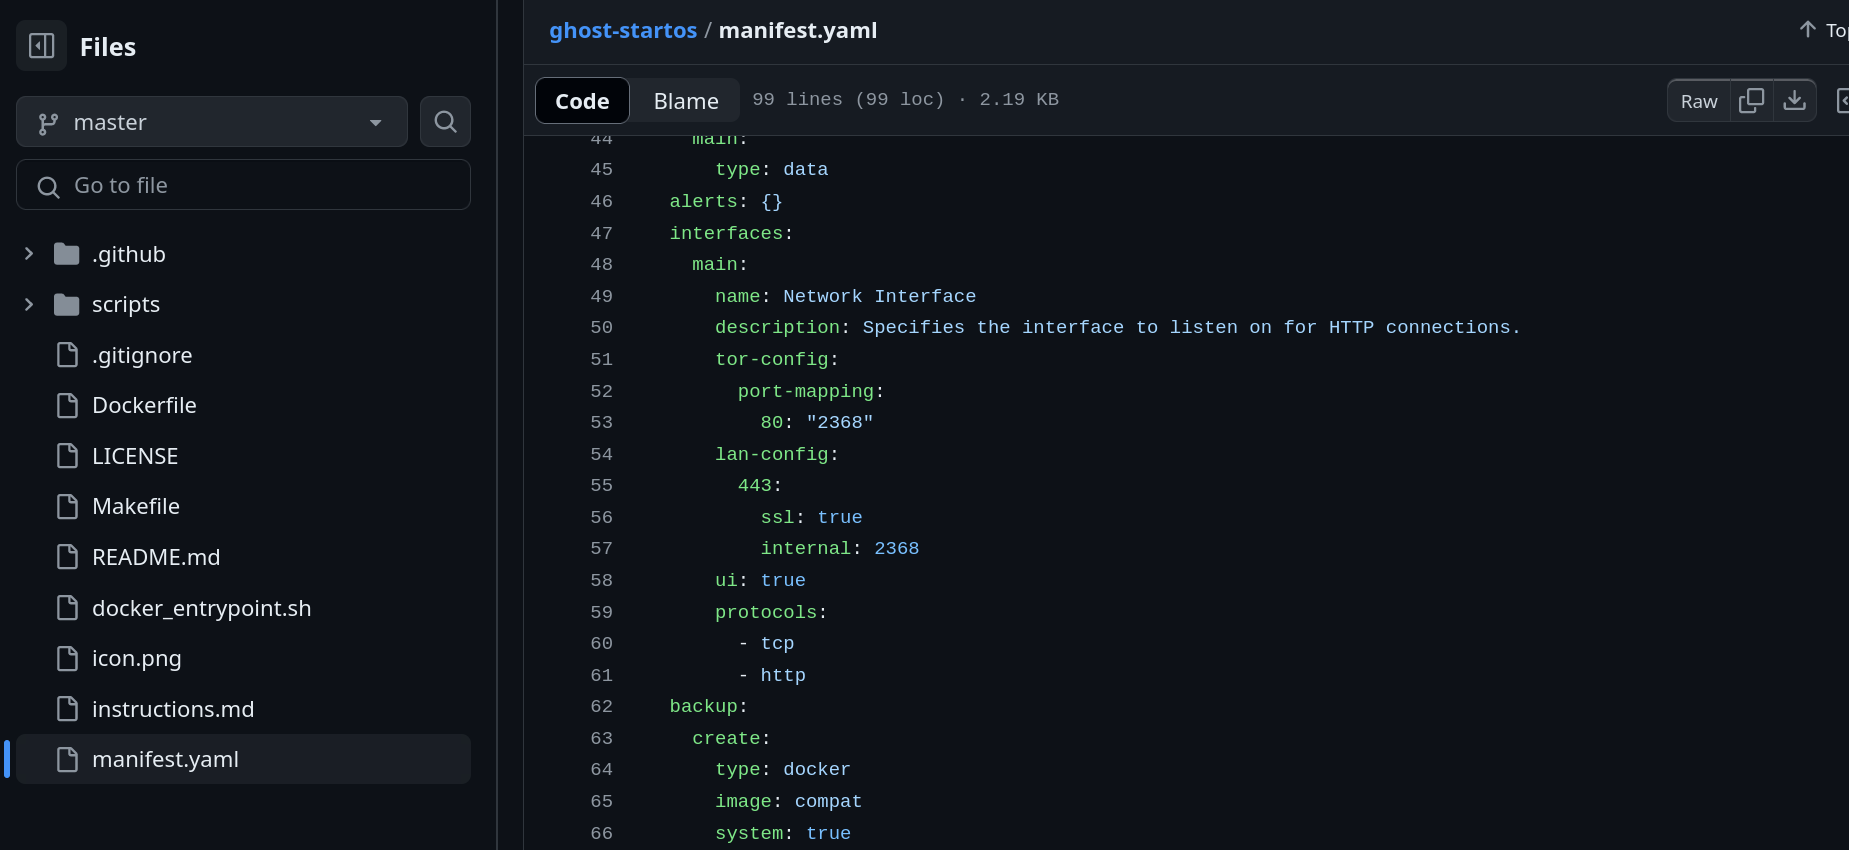 Files
master
Go to file
.github
scripts
.gitignore
Dockerfile
LICENSE
Makefile
README.md
docker_entrypoint.sh
icon.png
instructions.md
manifest.yaml
ghost-startos / manifest.yaml
Top
Code Blame 99 lines (99 loc) · 2.19 KB Raw
44 main:
45 type: data
46 alerts: {}
47 interfaces:
48 main:
49 name: Network Interface
50 description: Specifies the interface to listen on for HTTP connections.
51 tor-config:
52 port-mapping:
53 80: "2368"
54 lan-config:
55 443:
56 ssl: true
57 internal: 2368
58 ui: true
59 protocols:
60 - tcp
61 - http
62 backup:
63 create:
64 type: docker
65 image: compat
66 system: true